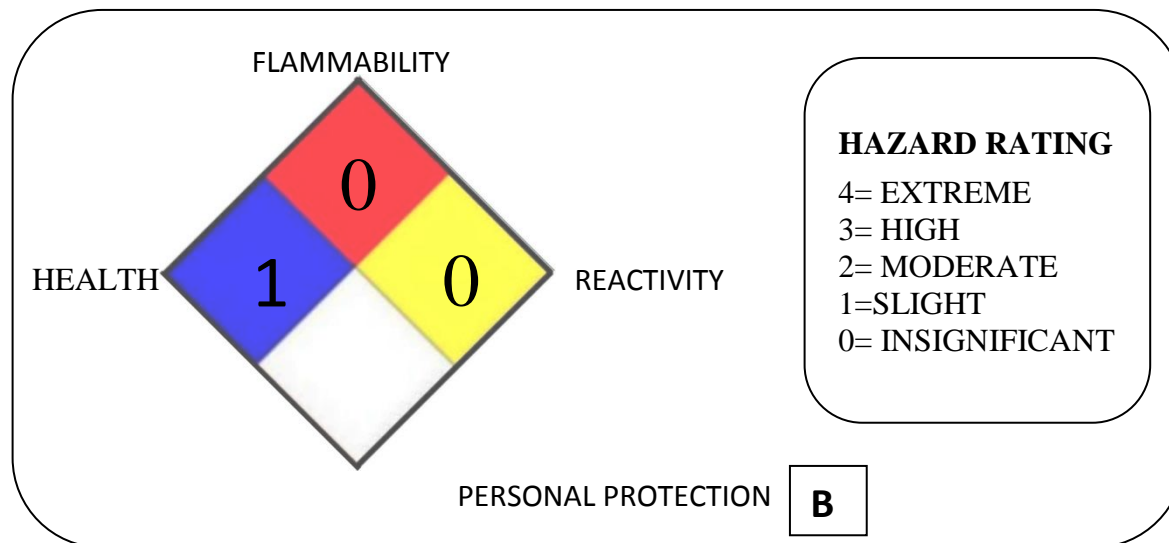 FLAMMABILITY
0
HEALTH
1
0
REACTIVITY
PERSONAL PROTECTION B
HAZARD RATING
4= EXTREME
3= HIGH
2= MODERATE
1=SLIGHT
0= INSIGNIFICANT